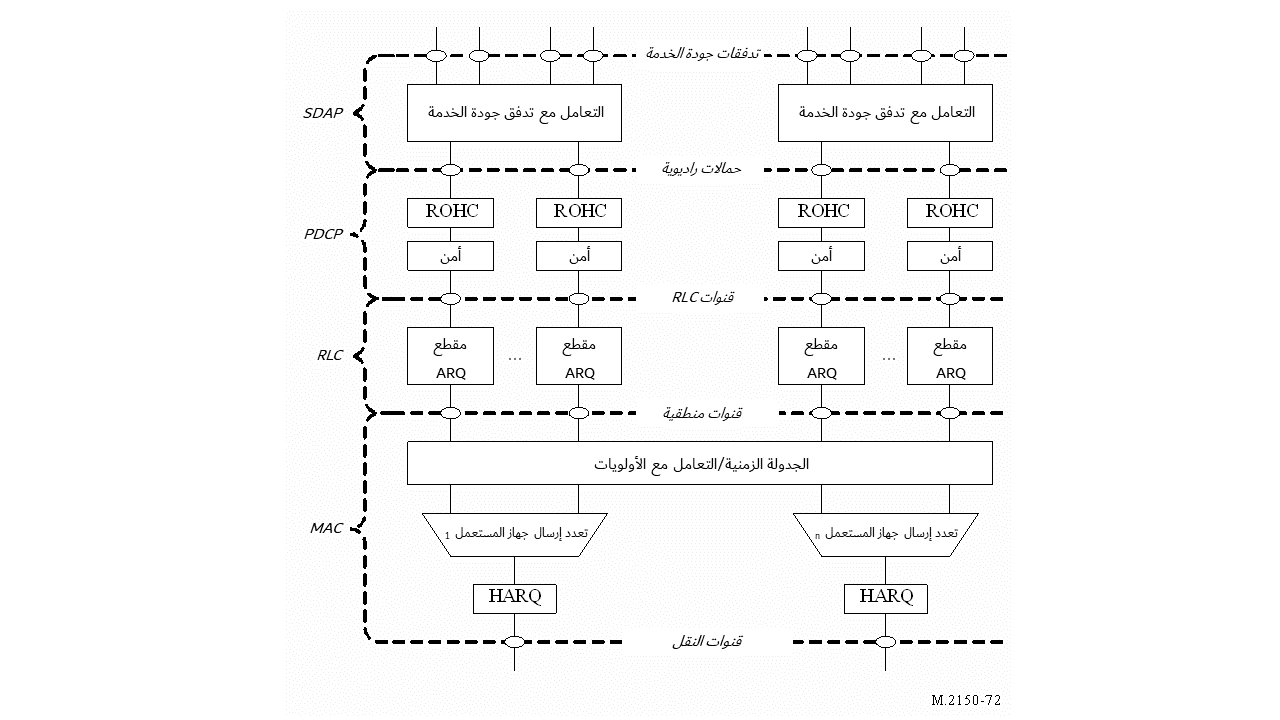 تدفقات جودة الخدمة
SDAP
التعامل مع تدفق جودة الخدمة
التعامل مع تدفق جودة الخدمة
حمالات راديوية
ROHC
ROHC
ROHC
ROHC
PDCP
أمن
أمن
أمن
أمن
قنوات RLC
RLC
مقطع
ARQ
...
مقطع
ARQ
مقطع
ARQ
...
مقطع
ARQ
قنوات منطقية
الجدولة الزمنية/التعامل مع الأولويات
MAC
تعدد إرسال جهاز المستعمل 1
تعدد إرسال جهاز المستعمل n
HARQ
HARQ
قنوات النقل
M.2150-72